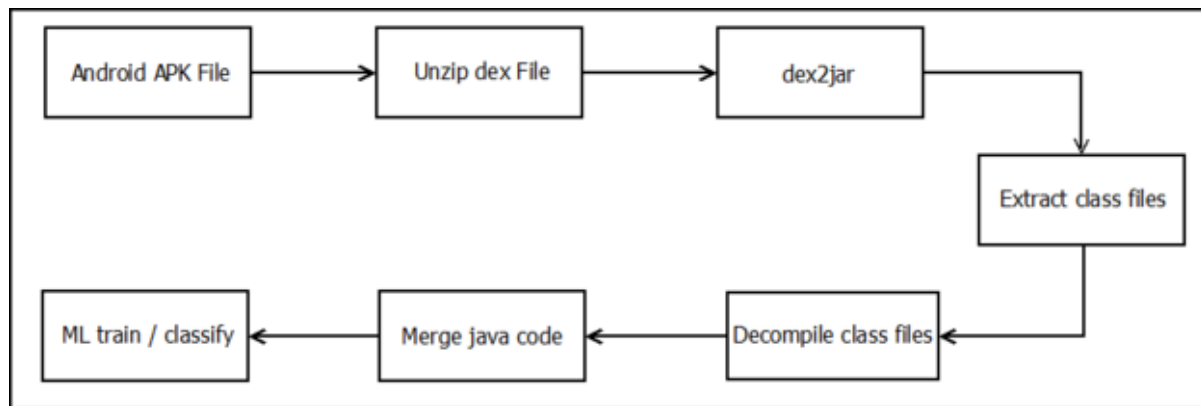 Android APK File
Unzip dex File
dex2jar
Extract class files
Decompile class files
Merge java code
ML train / classify